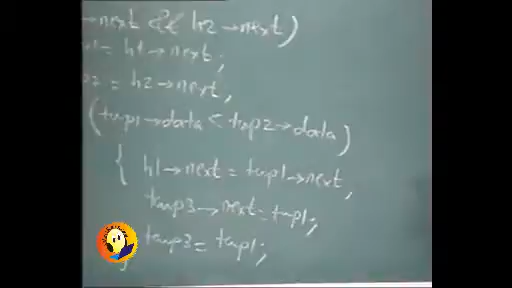 →next && h2→next)
= h1→next;
= h2→next;
(tmp1→data < tmp2→data)
{ h1→next = tmp1→next;
tmp3→next = tmp1;
tmp3 = tmp1;
}